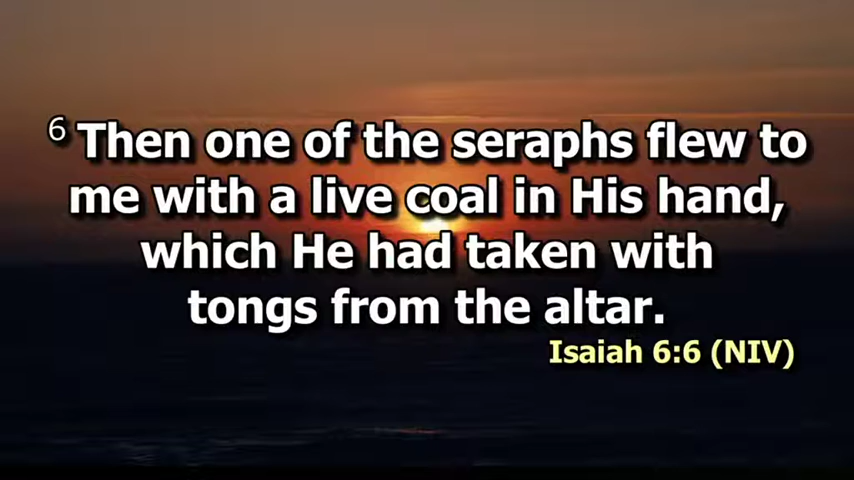 6 Then one of the seraphs flew to
me with a live coal in His hand,
which He had taken with
tongs from the altar.
Isaiah 6:6 (NIV)